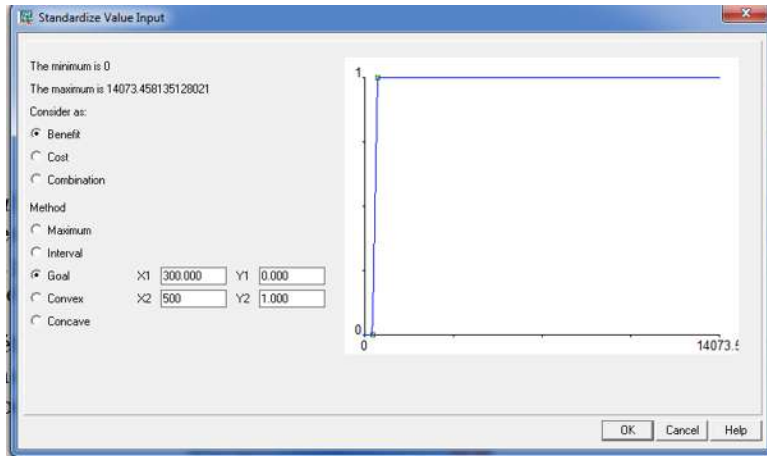 Standardize Value Input
The minimum is 0
The maximum is 14073.458135128021
Consider as:
Benefit
Cost
Combination
Method
Maximum
Interval
Goal X1 300.000 Y1 0.000
Convex X2 500 Y2 1.000
Concave
1
0
0 14073.5
OK Cancel Help